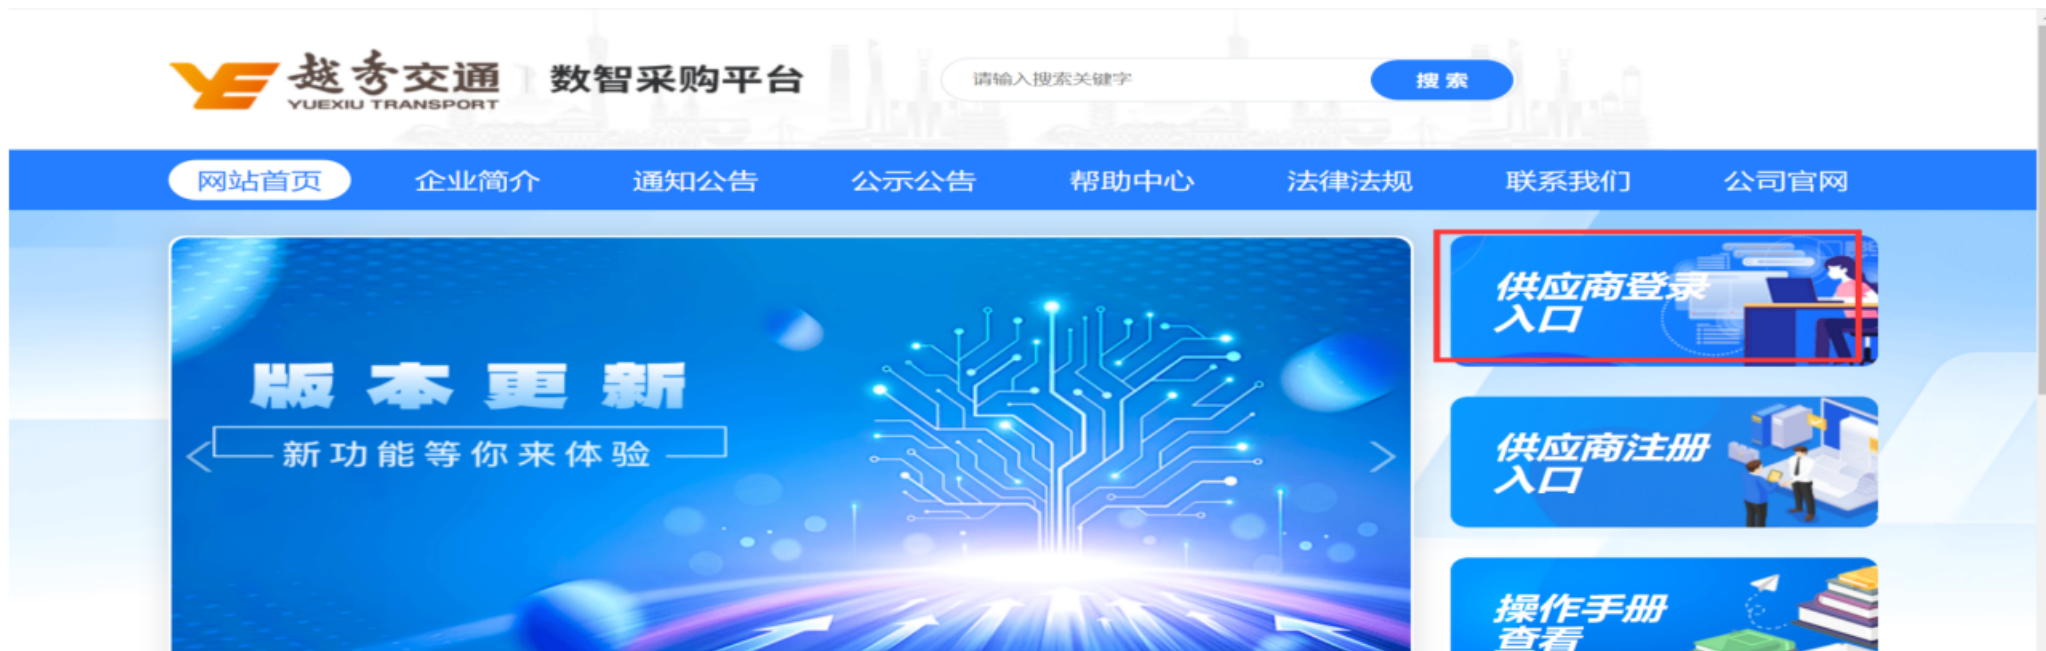 越秀交通
YUEXIU TRANSPORT
数智采购平台
请输入搜索关键字
搜索
网站首页
企业简介
通知公告
公示公告
帮助中心
法律法规
联系我们
公司官网
版本更新
新功能等你来体验
供应商登录
入口
供应商注册
入口
操作手册
查看